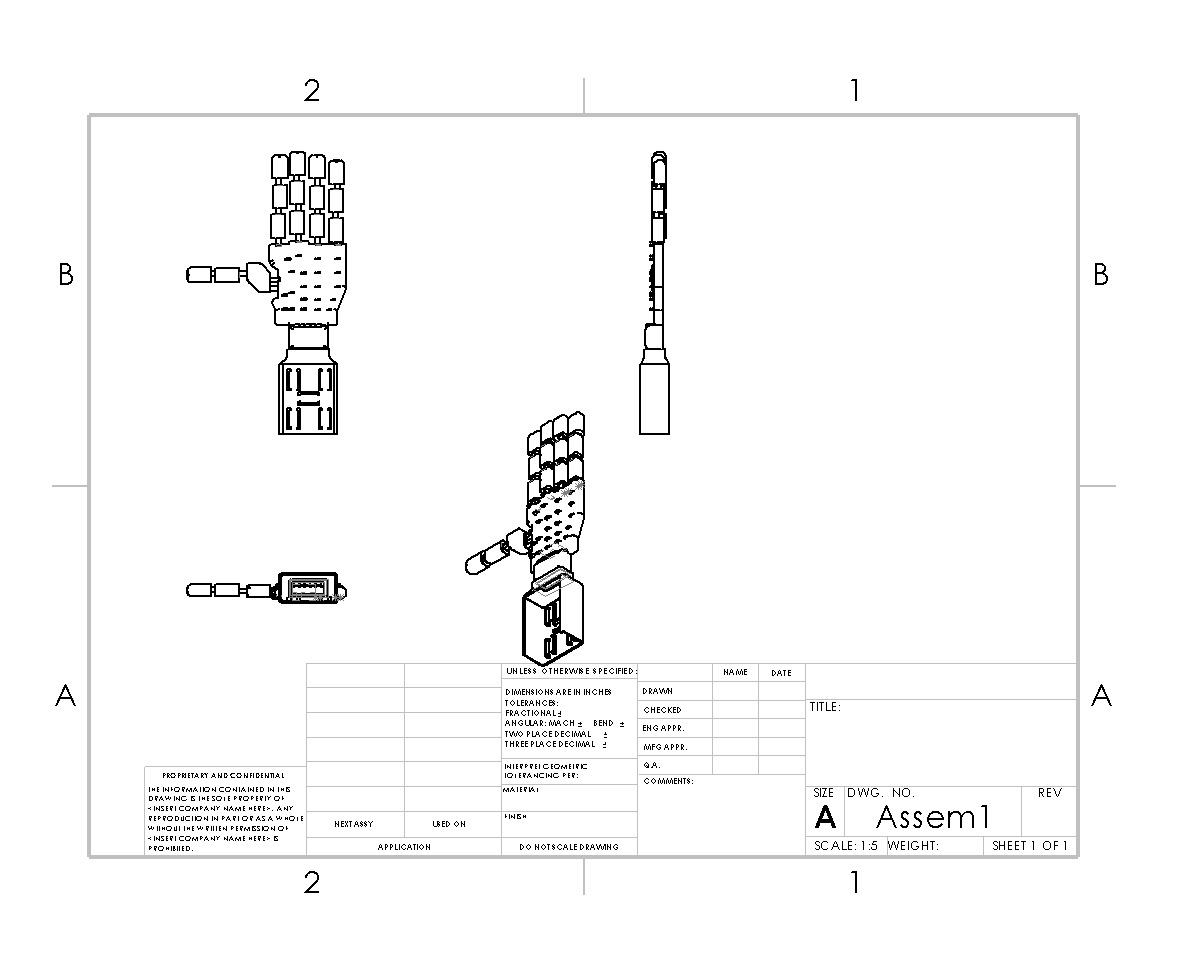 2 1
B B
A A
UNLESS OTHERWISE SPECIFIED:
DIMENSIONS ARE IN INCHES
TOLERANCES:
FRACTIONAL ±
ANGULAR: MACH ± BEND ±
TWO PLACE DECIMAL ±
THREE PLACE DECIMAL ±
INTERPRET GEOMETRIC
TOLERANCING PER:
MATERIAL
FINISH
DO NOT SCALE DRAWING
NAME DATE
DRAWN
CHECKED
ENG APPR.
MFG APPR.
Q.A.
COMMENTS:
TITLE:
SIZE DWG. NO. REV
A Assem1
SCALE: 1:5 WEIGHT: SHEET 1 OF 1
PROPRIETARY AND CONFIDENTIAL
THE INFORMATION CONTAINED IN THIS
DRAWING IS THE SOLE PROPERTY OF
<INSERT COMPANY NAME HERE>. ANY
REPRODUCTION IN PART OR AS A WHOLE
WITHOUT THE WRITTEN PERMISSION OF
<INSERT COMPANY NAME HERE> IS
PROHIBITED.
NEXT ASSY USED ON
APPLICATION
2 1